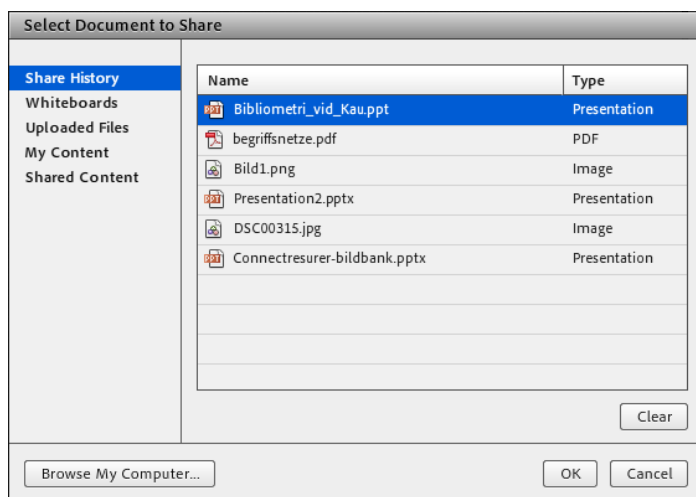 Select Document to Share
Share History
Whiteboards
Uploaded Files
My Content
Shared Content
Name Type
Bibliometri_vid_Kau.ppt Presentation
begriffsnetze.pdf PDF
Bild1.png Image
Presentation2.pptx Presentation
DSC00315.jpg Image
Connectresurer-bildbank.pptx Presentation
Clear
Browse My Computer... OK Cancel